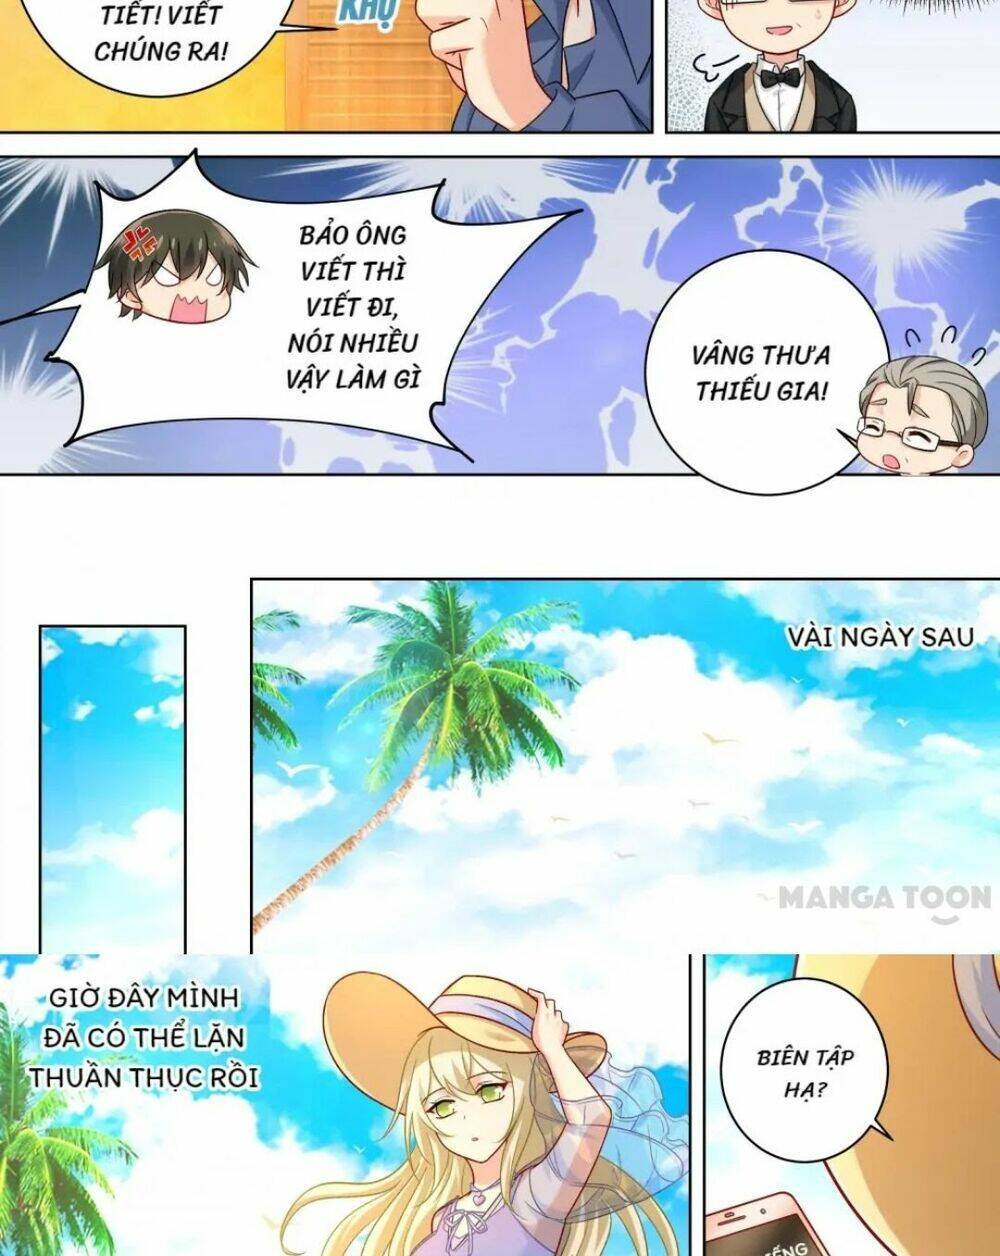 TIẾT! VIẾT
CHÚNG RA!
KHỤ
BẢO ÔNG
VIẾT THÌ
VIẾT ĐI,
NÓI NHIỀU
VẬY LÀM GÌ
VÂNG THƯA
THIẾU GIA!
VÀI NGÀY SAU
MANGA TOON
GIỜ ĐÂY MÌNH
ĐÃ CÓ THỂ LẶN
THUẦN THỤC RỒI
BIÊN TẬP
HẠ?